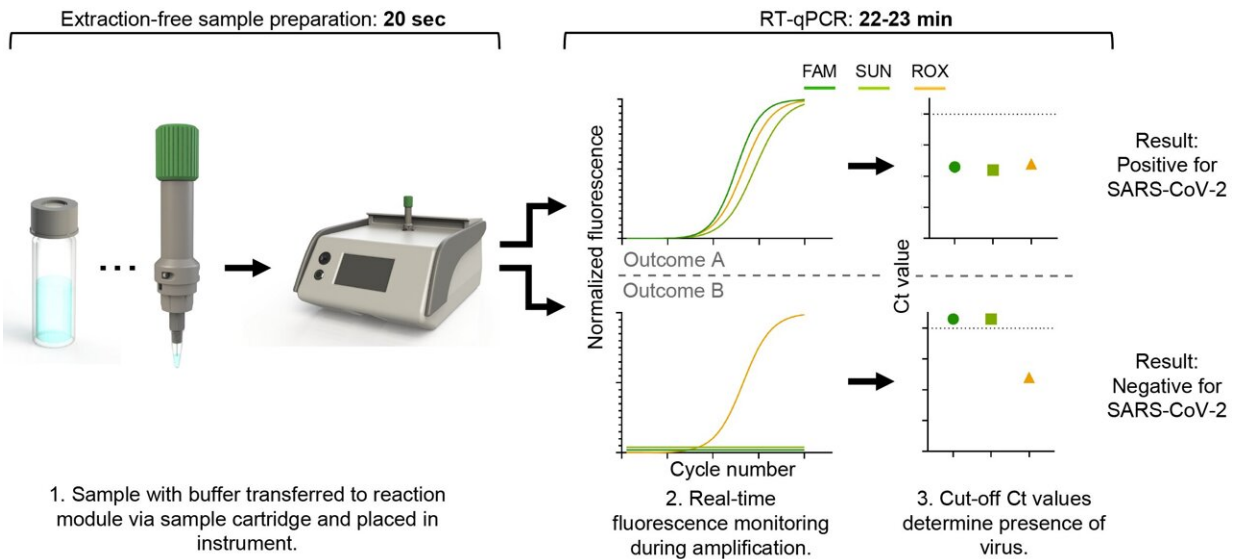 Extraction-free sample preparation: 20 sec
RT-qPCR: 22-23 min
FAM SUN ROX
Normalized fluorescence
Outcome A
Outcome B
Cycle number
Ct value
Result:
Positive for
SARS-CoV-2
Result:
Negative for
SARS-CoV-2
1. Sample with buffer transferred to reaction
module via sample cartridge and placed in
instrument.
2. Real-time
fluorescence monitoring
during amplification.
3. Cut-off Ct values
determine presence of
virus.